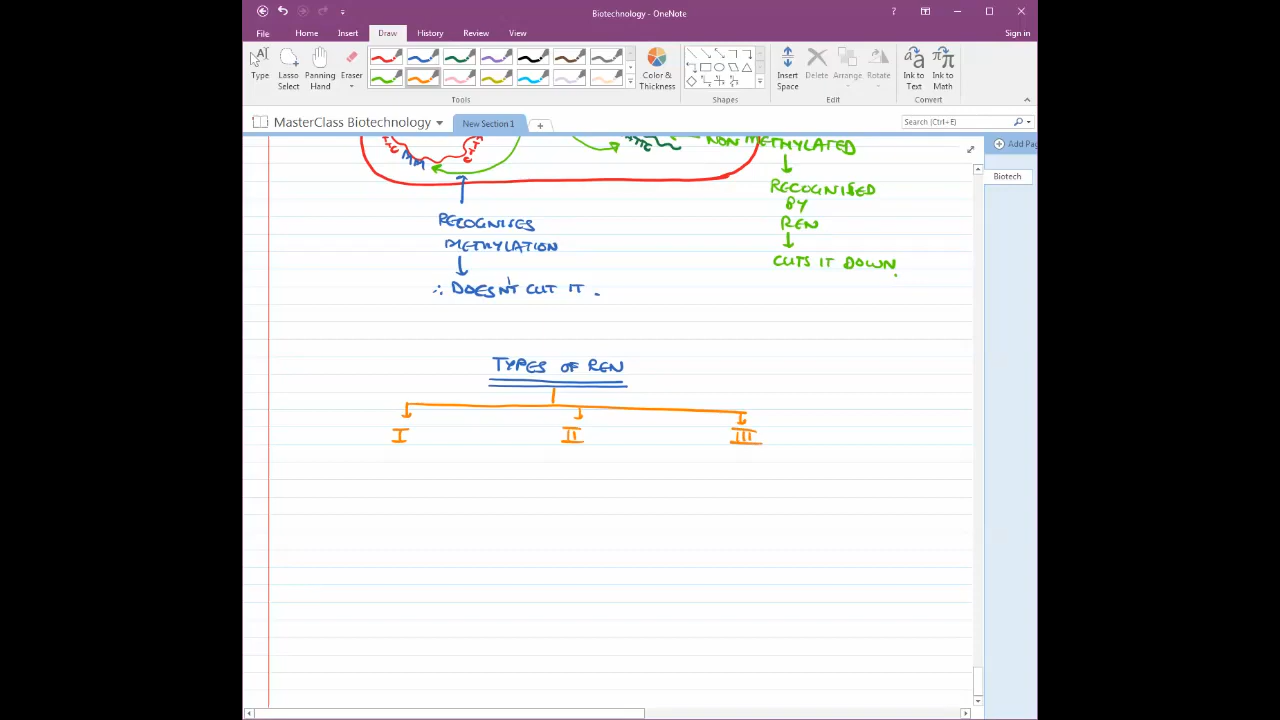 Biotechnology - OneNote
? 
Sign in
File Home Insert Draw History Review View
Type
Lasso Select
Panning Hand
Eraser
Color & Thickness
Insert Space
Delete
Arrange
Rotate
Ink to Text
Ink to Math
Tools
Shapes
Edit
Convert
MasterClass Biotechnology
New Section 1
Search (Ctrl+E)
Add Pag
Biotech
MM
NON METHYLATED
RECOGNISED
BY
REN
CUTS IT DOWN.
RECOGNISES
METHYLATION
∴ DOESN'T CUT IT.
TYPES OF REN
I II III